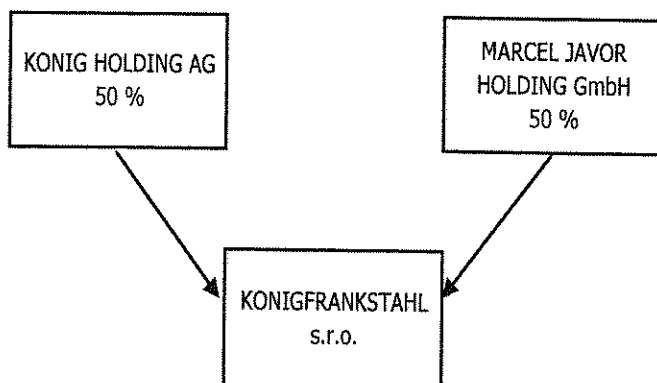 KONIG HOLDING AG
50 %
MARCEL JAVOR
HOLDING GmbH
50 %
KONIGFRANKSTAHL
s.r.o.